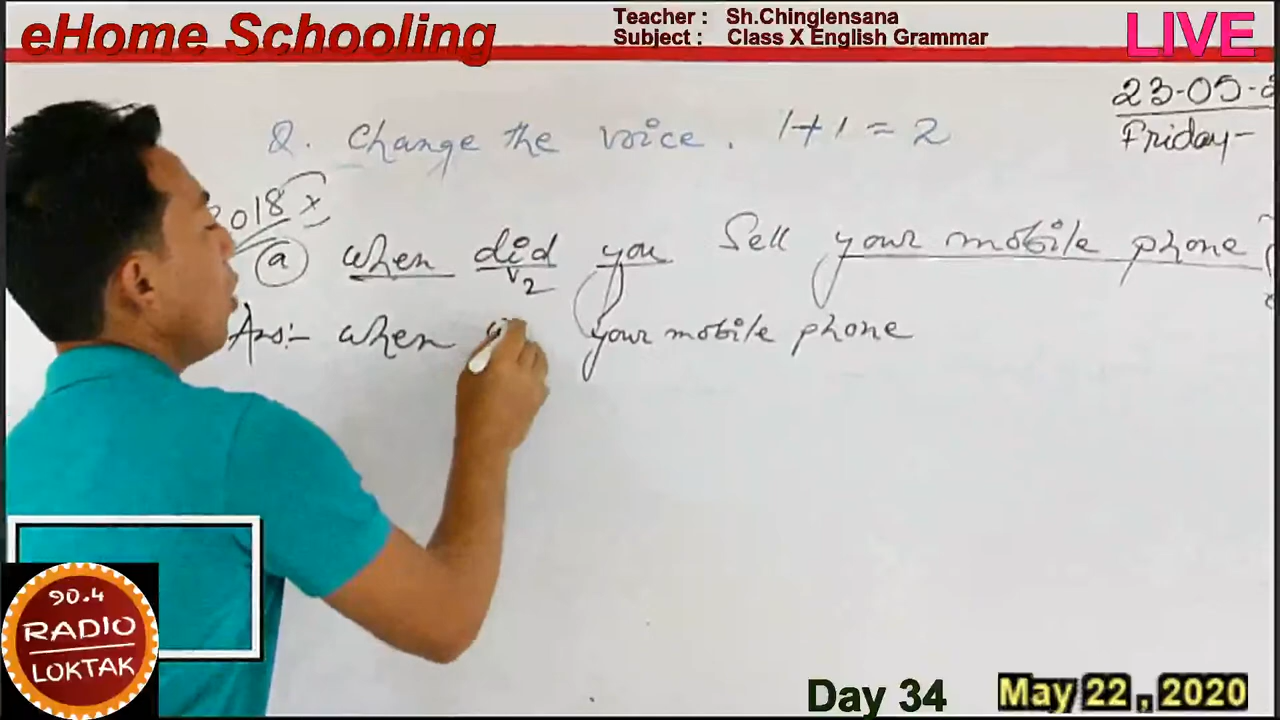 eHome Schooling
Teacher : Sh.Chinglensana
Subject : Class X English Grammar
LIVE
23-05-2
Friday-
Q. Change the voice. 1+1=2
2018 x
(a) when did you Sell your mobile phone
V2
Ans:- when your mobile phone
90.4
RADIO
LOKTAK
Day 34
May 22 , 2020